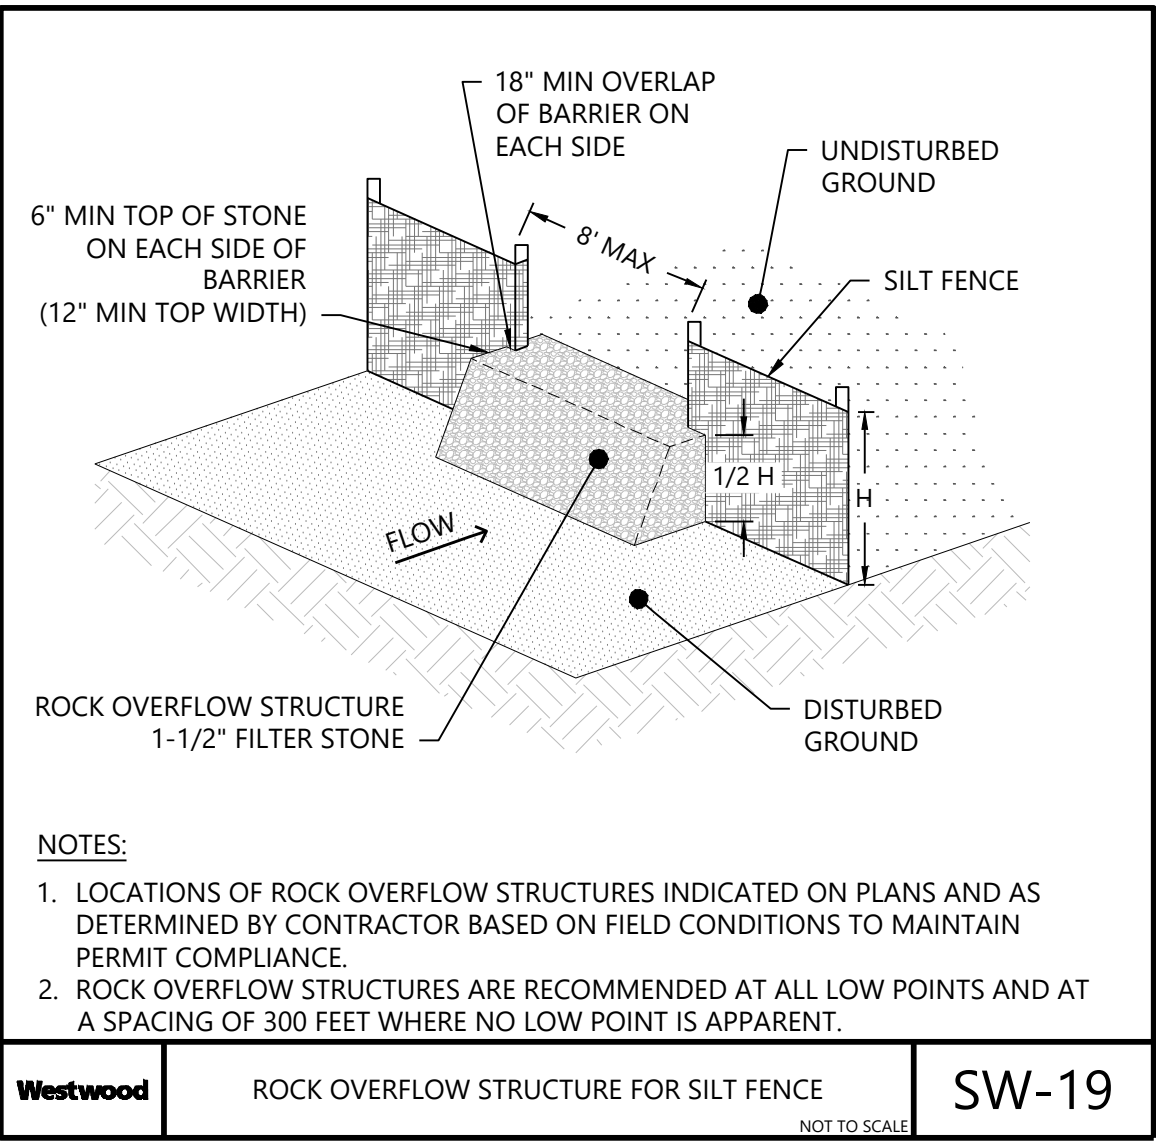 18" MIN OVERLAP
OF BARRIER ON
EACH SIDE
UNDISTURBED
GROUND
6" MIN TOP OF STONE
ON EACH SIDE OF
BARRIER
(12" MIN TOP WIDTH)
8' MAX
SILT FENCE
1/2 H
H
FLOW
ROCK OVERFLOW STRUCTURE
1-1/2" FILTER STONE
DISTURBED
GROUND
NOTES:
1. LOCATIONS OF ROCK OVERFLOW STRUCTURES INDICATED ON PLANS AND AS
DETERMINED BY CONTRACTOR BASED ON FIELD CONDITIONS TO MAINTAIN
PERMIT COMPLIANCE.
2. ROCK OVERFLOW STRUCTURES ARE RECOMMENDED AT ALL LOW POINTS AND AT
A SPACING OF 300 FEET WHERE NO LOW POINT IS APPARENT.
Westwood
ROCK OVERFLOW STRUCTURE FOR SILT FENCE
NOT TO SCALE
SW-19